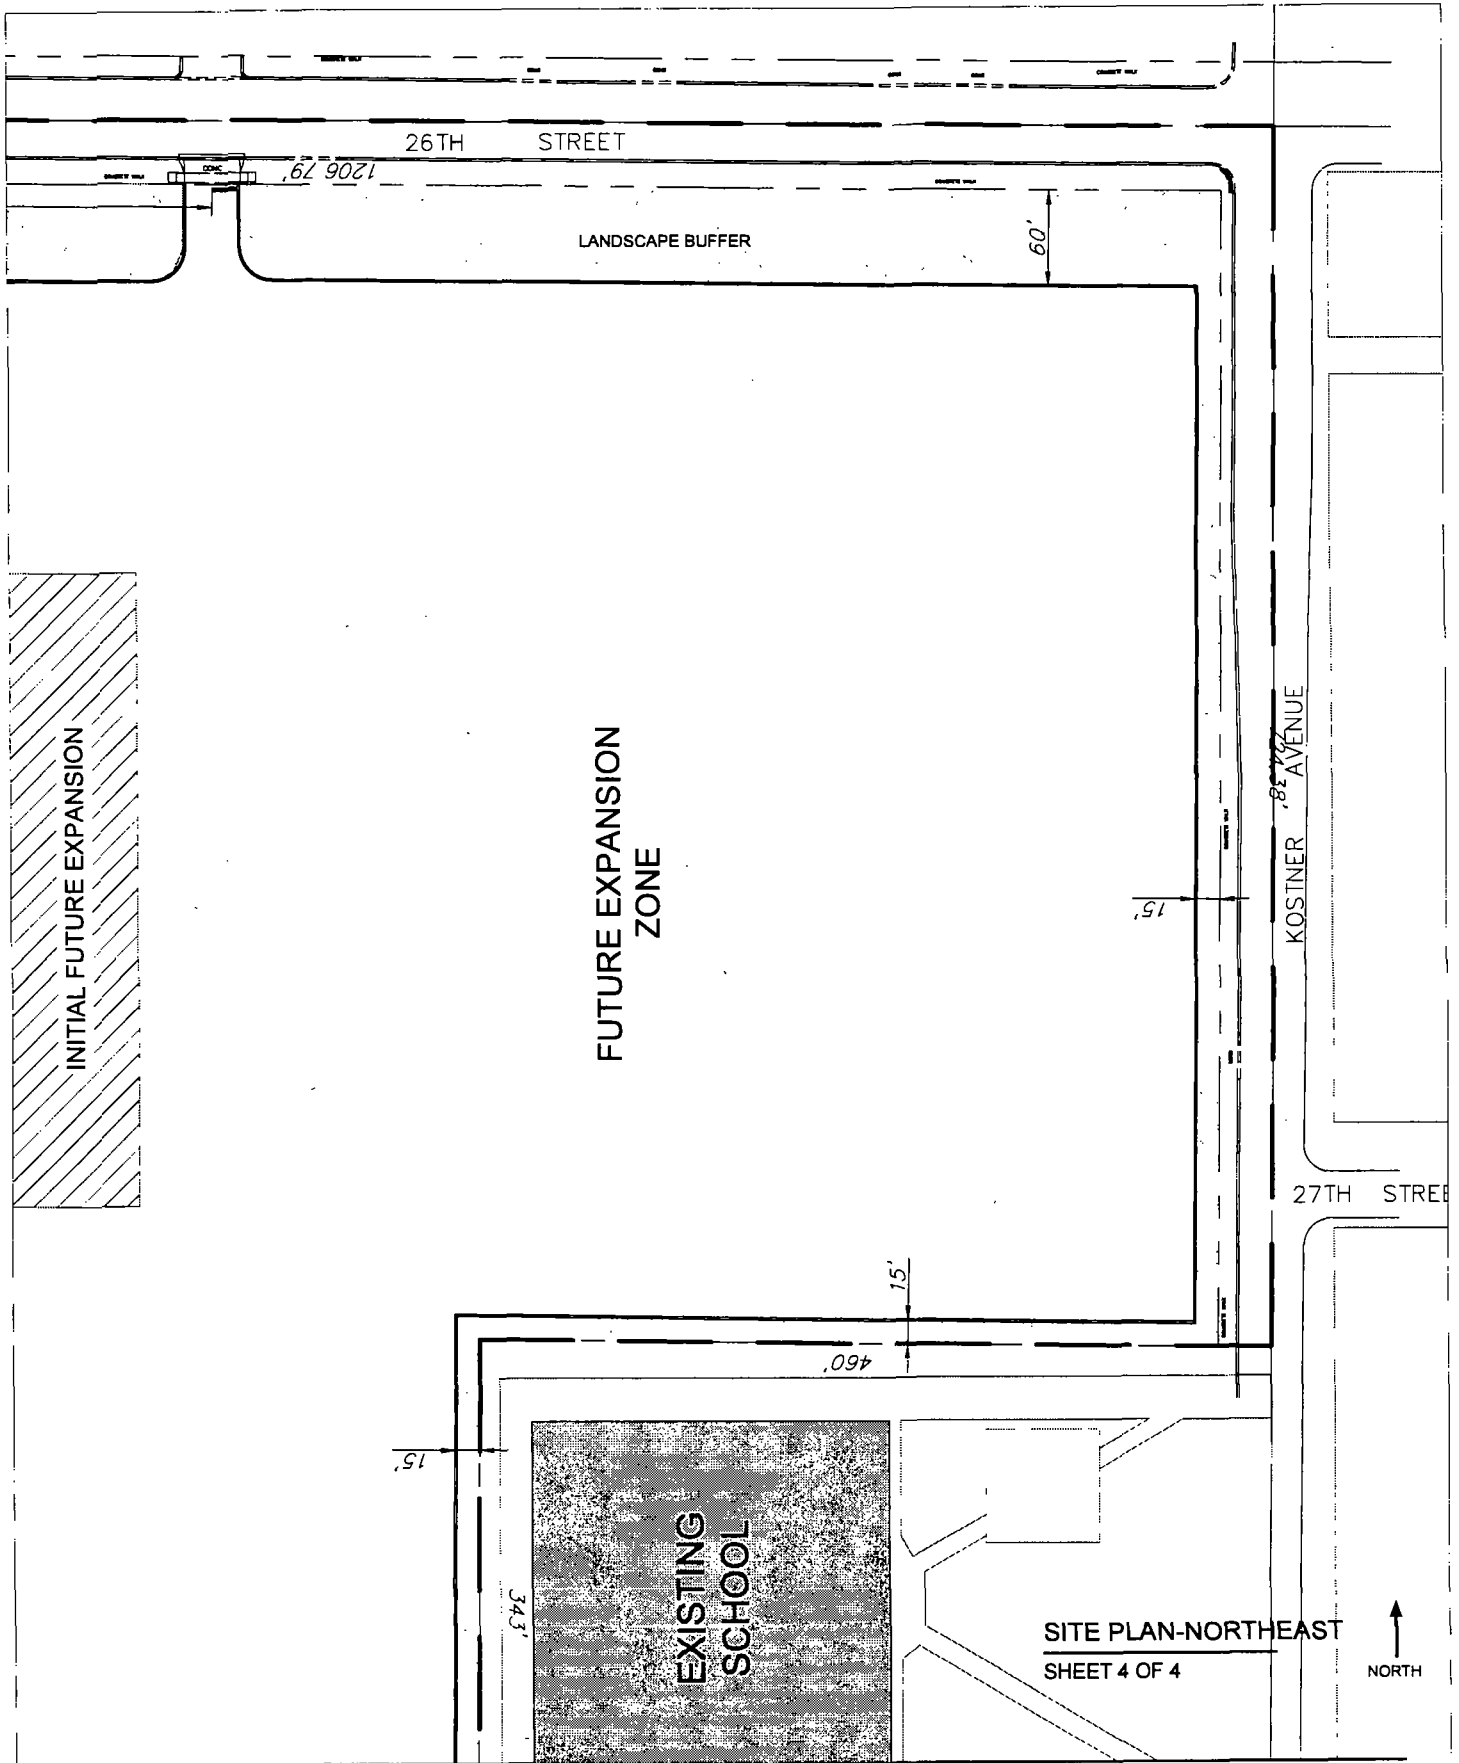 26TH STREET
CONC
1206.79'
LANDSCAPE BUFFER
60'
INITIAL FUTURE EXPANSION
FUTURE EXPANSION
ZONE
KOSTNER AVENUE
15'
27TH STREE
15'
460'
15'
343'
EXISTING
SCHOOL
SITE PLAN-NORTHEAST
SHEET 4 OF 4
NORTH